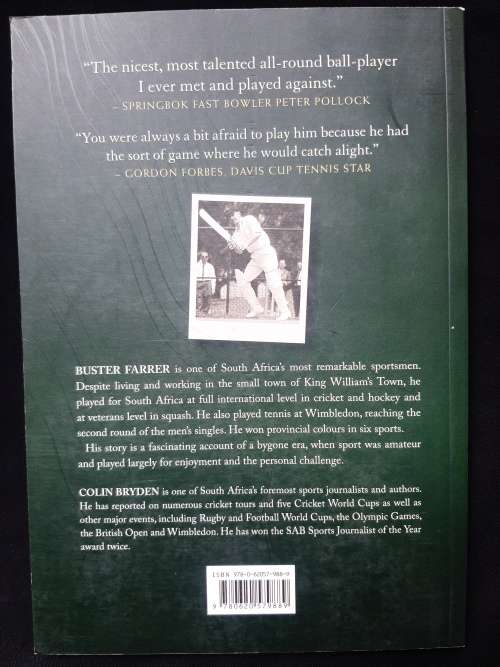 “The nicest, most talented all-round ball-player
I ever met and played against.”
– SPRINGBOK FAST BOWLER PETER POLLOCK
“You were always a bit afraid to play him because he had
the sort of game where he would catch alight.”
– GORDON FORBES, DAVIS CUP TENNIS STAR
BUSTER FARRER is one of South Africa’s most remarkable sportsmen.
Despite living and working in the small town of King William’s Town, he
played for South Africa at full international level in cricket and hockey and
at veterans level in squash. He also played tennis at Wimbledon, reaching the
second round of the men’s singles. He won provincial colours in six sports.
His story is a fascinating account of a bygone era, when sport was amateur
and played largely for enjoyment and the personal challenge.
COLIN BRYDEN is one of South Africa’s foremost sports journalists and authors.
He has reported on numerous cricket tours and five Cricket World Cups as well as
other major events, including Rugby and Football World Cups, the Olympic Games,
the British Open and Wimbledon. He has won the SAB Sports Journalist of the Year
award twice.
ISBN 978-0-62057-988-9
9 780620 579889